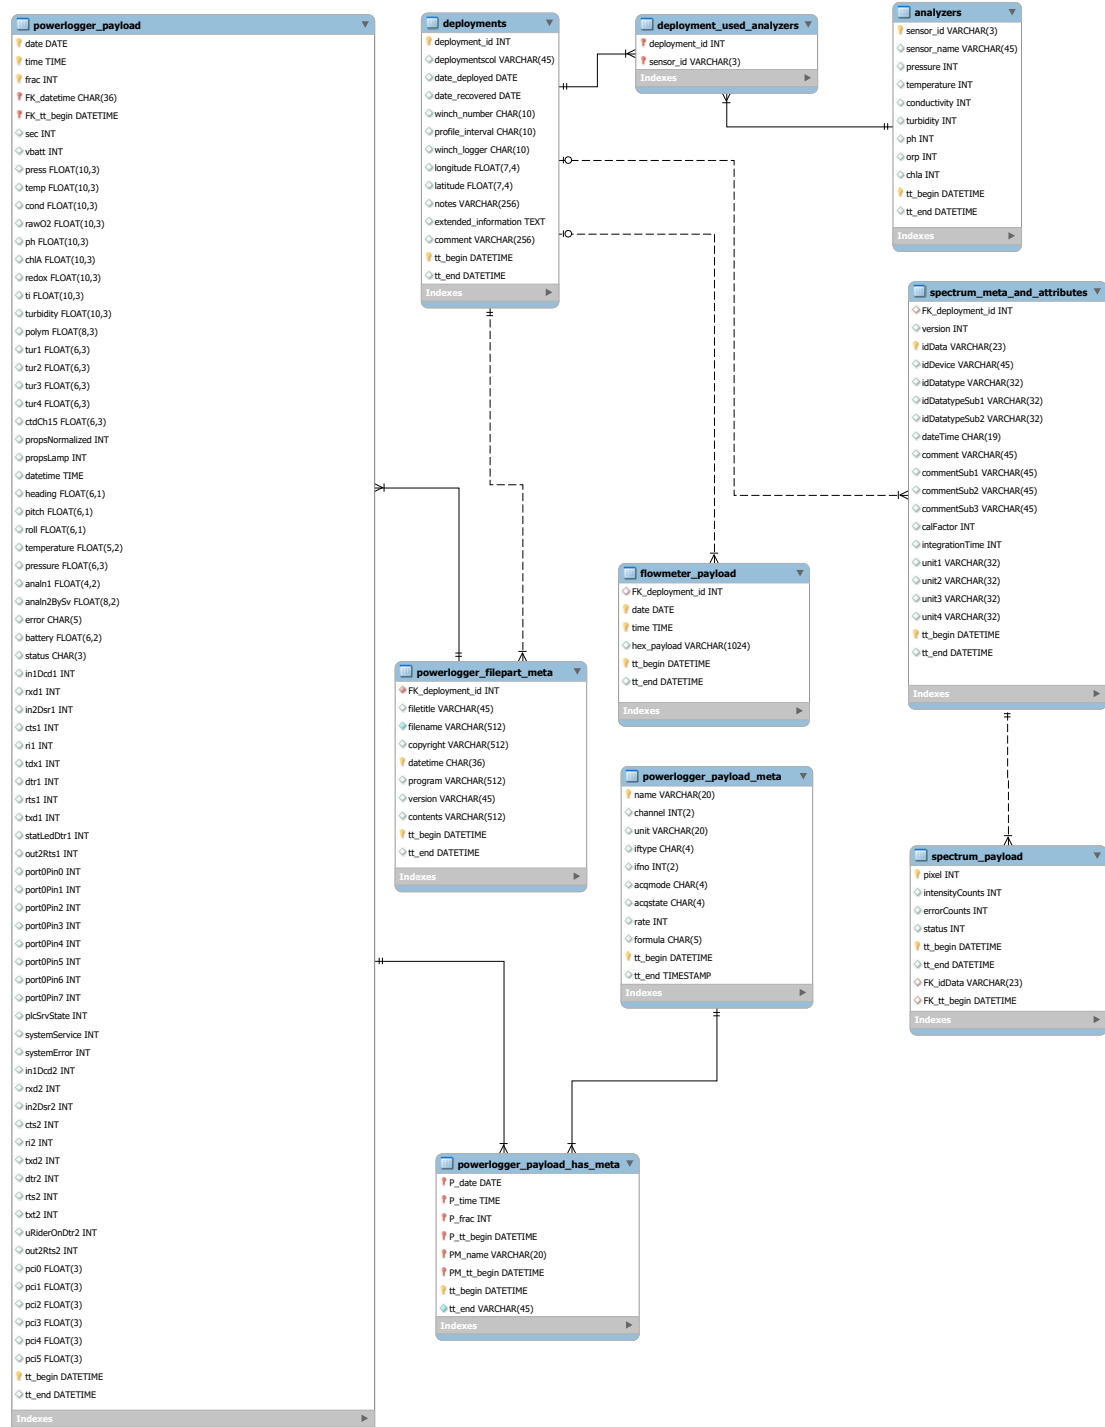 powerlogger_payload
date DATE
time TIME
frac INT
FK_datetime CHAR(36)
FK_tt_begin DATETIME
sec INT
vbatt INT
press FLOAT(10,3)
temp FLOAT(10,3)
cond FLOAT(10,3)
rawO2 FLOAT(10,3)
ph FLOAT(10,3)
chlA FLOAT(10,3)
redox FLOAT(10,3)
ti FLOAT(10,3)
turbidity FLOAT(10,3)
polym FLOAT(8,3)
tur1 FLOAT(6,3)
tur2 FLOAT(6,3)
tur3 FLOAT(6,3)
tur4 FLOAT(6,3)
ctdCh15 FLOAT(6,3)
propsNormalized INT
propsLamp INT
datetime TIME
heading FLOAT(6,1)
pitch FLOAT(6,1)
roll FLOAT(6,1)
temperature FLOAT(5,2)
pressure FLOAT(6,3)
analn1 FLOAT(4,2)
analn2BySv FLOAT(8,2)
error CHAR(5)
battery FLOAT(6,2)
status CHAR(3)
in1Dcd1 INT
rxd1 INT
in2Dsr1 INT
cts1 INT
ri1 INT
tdx1 INT
dtr1 INT
rts1 INT
txd1 INT
statLedDtr1 INT
out2Rts1 INT
port0Pin0 INT
port0Pin1 INT
port0Pin2 INT
port0Pin3 INT
port0Pin4 INT
port0Pin5 INT
port0Pin6 INT
port0Pin7 INT
plcSrvState INT
systemService INT
systemError INT
in1Dcd2 INT
rxd2 INT
in2Dsr2 INT
cts2 INT
ri2 INT
txd2 INT
dtr2 INT
rts2 INT
txt2 INT
uRiderOnDtr2 INT
out2Rts2 INT
pci0 FLOAT(3)
pci1 FLOAT(3)
pci2 FLOAT(3)
pci3 FLOAT(3)
pci4 FLOAT(3)
pci5 FLOAT(3)
tt_begin DATETIME
tt_end DATETIME
Indexes
deployments
deployment_id INT
deploymentscol VARCHAR(45)
date_deployed DATE
date_recovered DATE
winch_number CHAR(10)
profile_interval CHAR(10)
winch_logger CHAR(10)
longitude FLOAT(7,4)
latitude FLOAT(7,4)
notes VARCHAR(256)
extended_information TEXT
comment VARCHAR(256)
tt_begin DATETIME
tt_end DATETIME
Indexes
deployment_used_analyzers
deployment_id INT
sensor_id VARCHAR(3)
Indexes
analyzers
sensor_id VARCHAR(3)
sensor_name VARCHAR(45)
pressure INT
temperature INT
conductivity INT
turbidity INT
ph INT
orp INT
chla INT
tt_begin DATETIME
tt_end DATETIME
Indexes
spectrum_meta_and_attributes
FK_deployment_id INT
version INT
idData VARCHAR(23)
idDevice VARCHAR(45)
idDatatype VARCHAR(32)
idDatatypeSub1 VARCHAR(32)
idDatatypeSub2 VARCHAR(32)
dateTime CHAR(19)
comment VARCHAR(45)
commentSub1 VARCHAR(45)
commentSub2 VARCHAR(45)
commentSub3 VARCHAR(45)
calFactor INT
integrationTime INT
unit1 VARCHAR(32)
unit2 VARCHAR(32)
unit3 VARCHAR(32)
unit4 VARCHAR(32)
tt_begin DATETIME
tt_end DATETIME
Indexes
flowmeter_payload
FK_deployment_id INT
date DATE
time TIME
hex_payload VARCHAR(1024)
tt_begin DATETIME
tt_end DATETIME
Indexes
powerlogger_filepart_meta
FK_deployment_id INT
filetitle VARCHAR(45)
filename VARCHAR(512)
copyright VARCHAR(512)
datetime CHAR(36)
program VARCHAR(512)
version VARCHAR(45)
contents VARCHAR(512)
tt_begin DATETIME
tt_end DATETIME
Indexes
powerlogger_payload_meta
name VARCHAR(20)
channel INT(2)
unit VARCHAR(20)
iftype CHAR(4)
ifno INT(2)
acqmode CHAR(4)
acqstate CHAR(4)
rate INT
formula CHAR(5)
tt_begin DATETIME
tt_end TIMESTAMP
Indexes
spectrum_payload
pixel INT
intensityCounts INT
errorCounts INT
status INT
tt_begin DATETIME
tt_end DATETIME
FK_idData VARCHAR(23)
FK_tt_begin DATETIME
Indexes
powerlogger_payload_has_meta
P_date DATE
P_time TIME
P_frac INT
P_tt_begin DATETIME
PM_name VARCHAR(20)
PM_tt_begin DATETIME
tt_begin DATETIME
tt_end VARCHAR(45)
Indexes